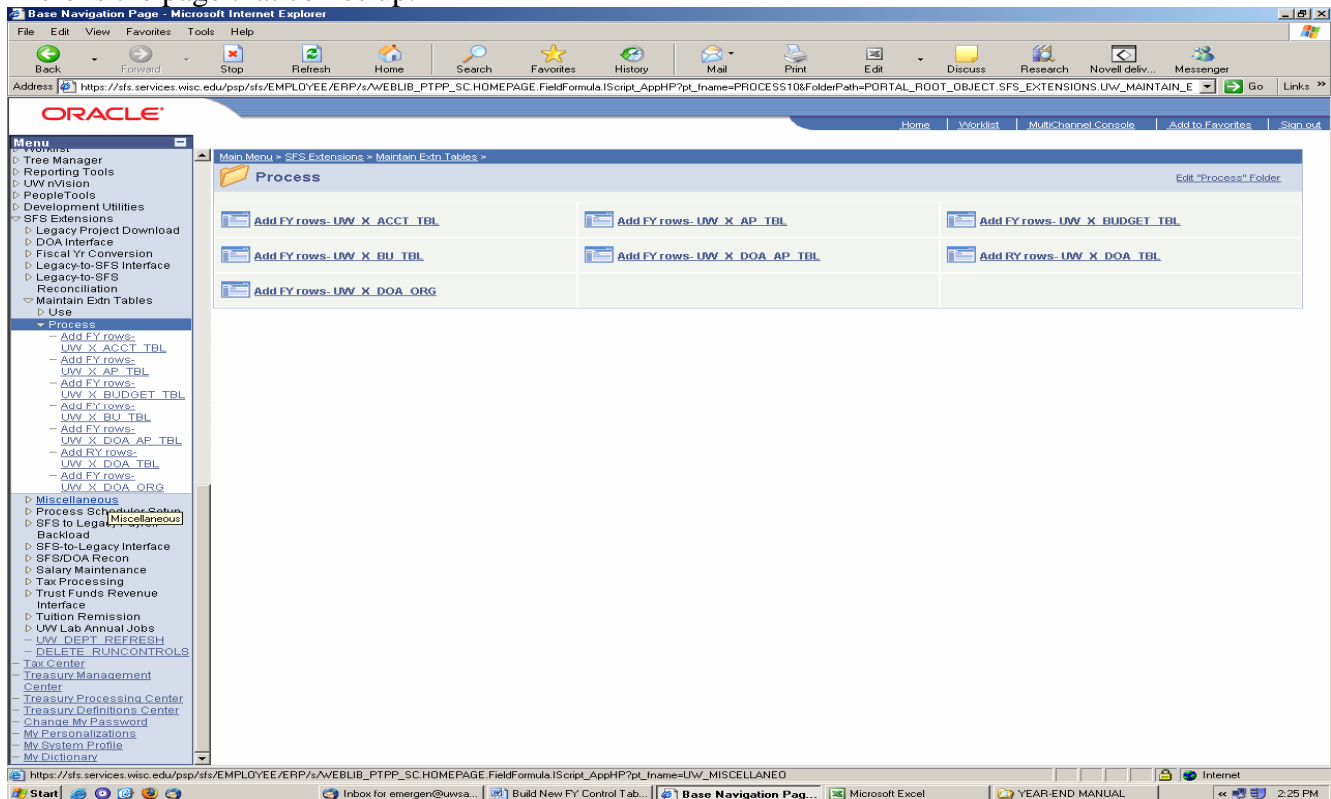 Base Navigation Page - Microsoft Internet Explorer
File Edit View Favorites Tools Help
Back Forward Stop Refresh Home Search Favorites History Mail Print Edit Discuss Research Novell deliv... Messenger
Address https://sfs.services.wisc.edu/psp/sfs/EMPLOYEE/ERP/s/WEBLIB_PTPP_SC.HOMEPAGE.FieldFormula.IScript_AppHP?pt_fname=PROCESS10&FolderPath=PORTAL_ROOT_OBJECT.SFS_EXTENSIONS.UW_MAINTAIN_E Go Links »
ORACLE
Home Worklist MultiChannel Console Add to Favorites Sign out
Menu
Tree Manager
Reporting Tools
UW nVision
PeopleTools
Development Utilities
SFS Extensions
Legacy Project Download
DOA Interface
Fiscal Yr Conversion
Legacy-to-SFS Interface
Legacy-to-SFS
Reconciliation
Maintain Extn Tables
Use
Process
Add FY rows-
UW_X_ACCT_TBL
Add FY rows-
UW_X_AP_TBL
Add FY rows-
UW_X_BUDGET_TBL
Add FY rows-
UW_X_BU_TBL
Add FY rows-
UW_X_DOA_AP_TBL
Add RY rows-
UW_X_DOA_TBL
Add FY rows-
UW_X_DOA_ORG
Miscellaneous
Process Scheduler Setup
Miscellaneous
SFS to Legacy Payroll
Backload
SFS-to-Legacy Interface
SFS/DOA Recon
Salary Maintenance
Tax Processing
Trust Funds Revenue
Interface
Tuition Remission
UW Lab Annual Jobs
UW_DEPT_REFRESH
DELETE_RUNCONTROLS
Tax Center
Treasury Management
Center
Treasury Processing Center
Treasury Definitions Center
Change My Password
My Personalizations
My System Profile
My Dictionary
Main Menu > SFS Extensions > Maintain Extn Tables >
Process
Edit "Process" Folder
Add FY rows- UW_X_ACCT_TBL Add FY rows- UW_X_AP_TBL Add FY rows- UW_X_BUDGET_TBL
Add FY rows- UW_X_BU_TBL Add FY rows- UW_X_DOA_AP_TBL Add RY rows- UW_X_DOA_TBL
Add FY rows- UW_X_DOA_ORG
https://sfs.services.wisc.edu/psp/sfs/EMPLOYEE/ERP/s/WEBLIB_PTPP_SC.HOMEPAGE.FieldFormula.IScript_AppHP?pt_fname=UW_MISCELLANEO Internet
Start Inbox for emergen@uwsa... Build New FY Control Tab... Base Navigation Pag... Microsoft Excel YEAR-END MANUAL « 2:25 PM